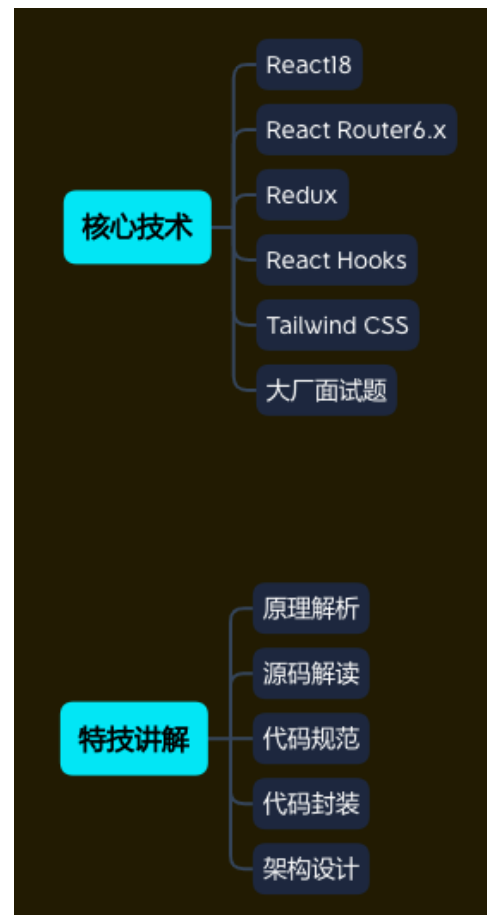 核心技术
React18
React Router6.x
Redux
React Hooks
Tailwind CSS
大厂面试题
特技讲解
原理解析
源码解读
代码规范
代码封装
架构设计